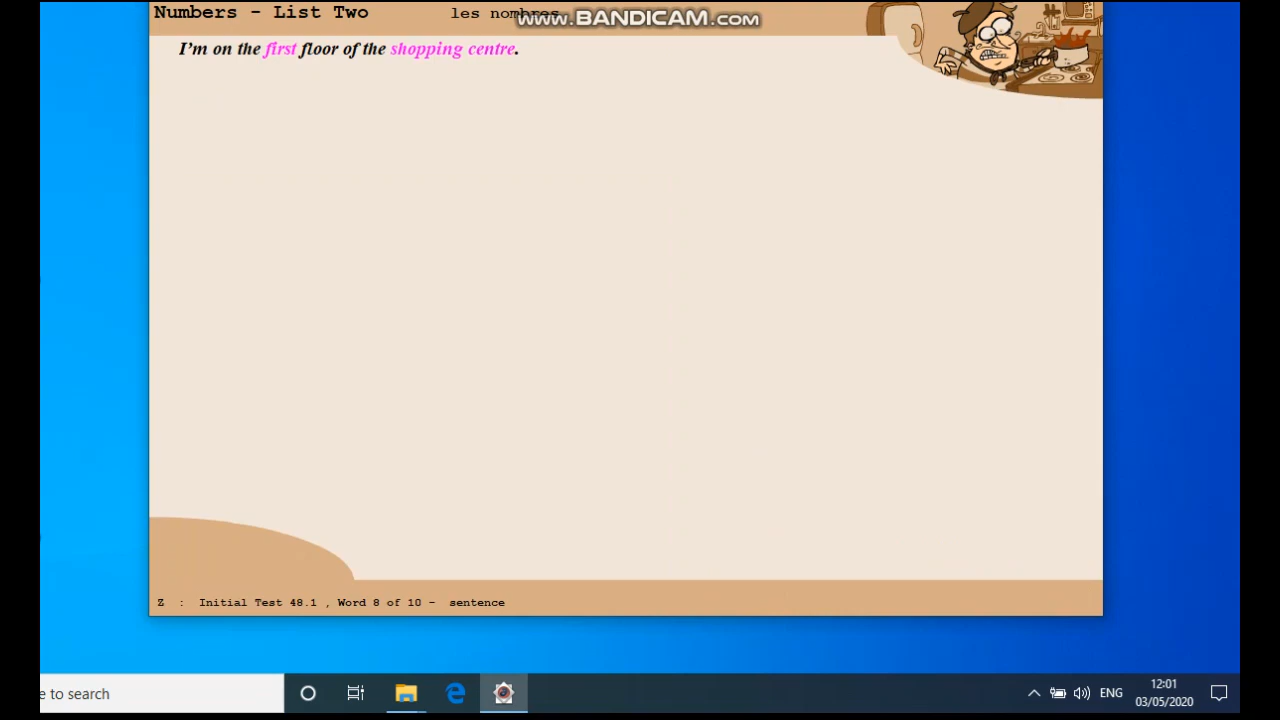 Numbers - List Two les nombres
www.BANDICAM.com
I'm on the first floor of the shopping centre.
Z : Initial Test 48.1 , Word 8 of 10 - sentence
e to search
ENG
12:01
03/05/2020